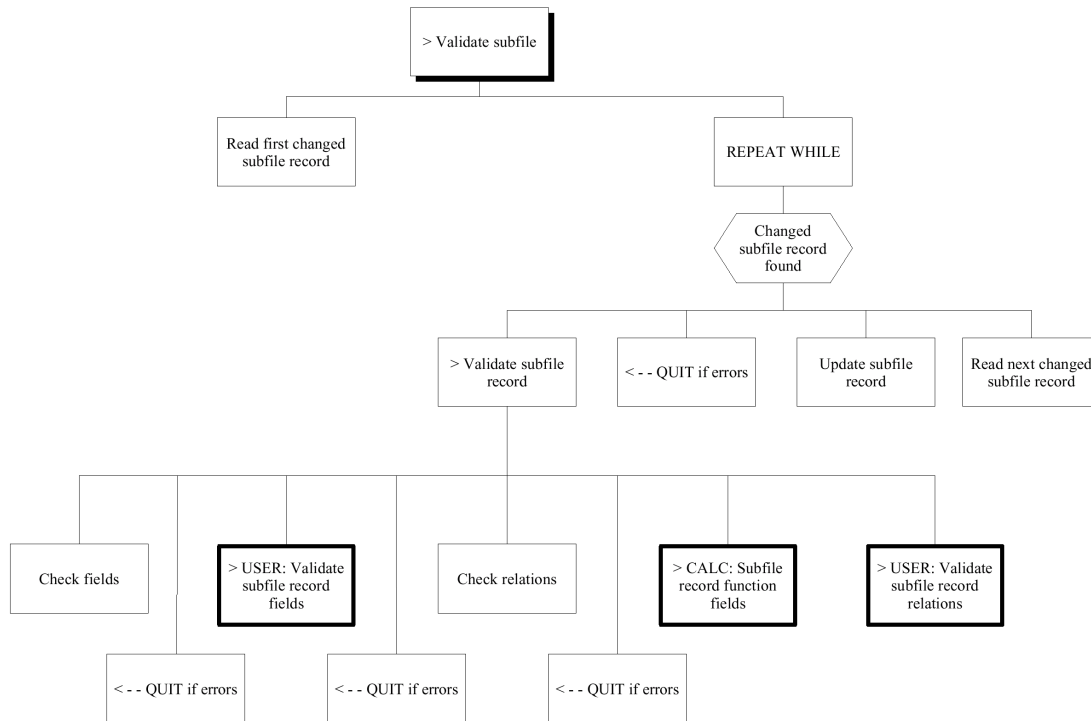 > Validate subfile
Read first changed
subfile record
REPEAT WHILE
Changed
subfile record
found
> Validate subfile
record
< - - QUIT if errors
Update subfile
record
Read next changed
subfile record
Check fields
> USER: Validate
subfile record
fields
Check relations
> CALC: Subfile
record function
fields
> USER: Validate
subfile record
relations
< - - QUIT if errors
< - - QUIT if errors
< - - QUIT if errors